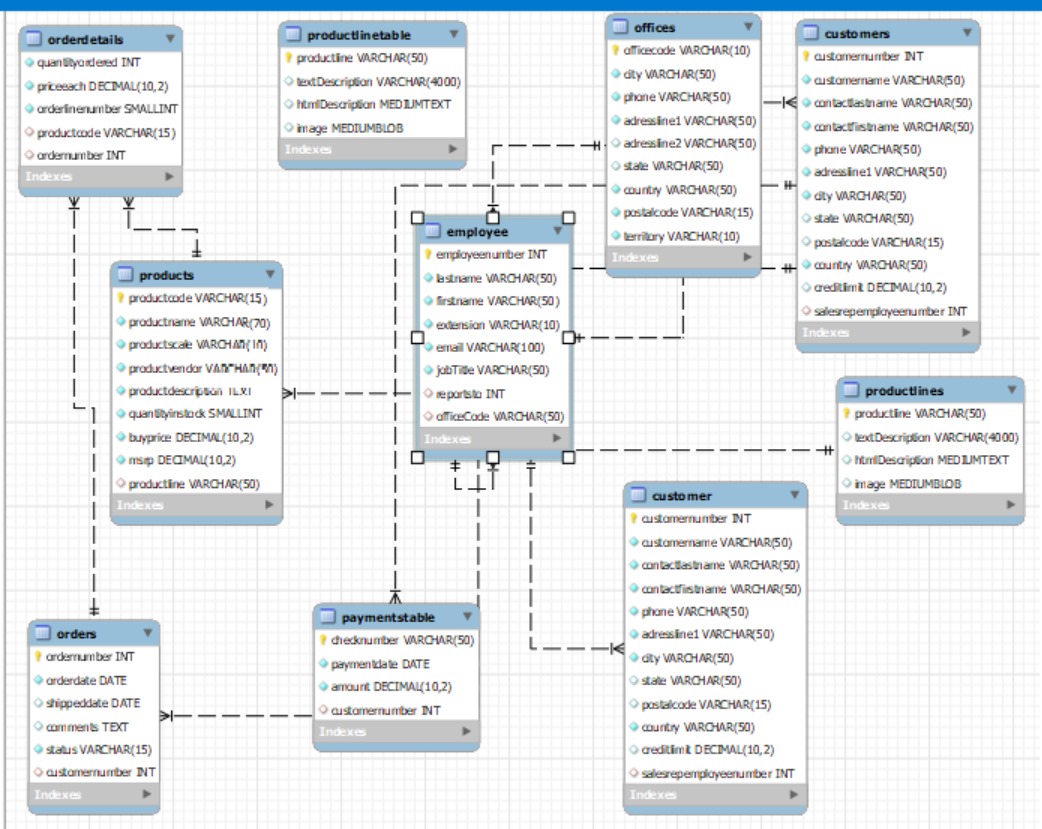 orderdetails
quantityordered INT
priceeach DECIMAL(10,2)
orderlinenumber SMALLINT
productcode VARCHAR(15)
ordernumber INT
Indexes
productlinetable
productline VARCHAR(50)
textDescription VARCHAR(4000)
htmlDescription MEDIUMTEXT
image MEDIUMBLOB
Indexes
offices
officecode VARCHAR(10)
city VARCHAR(50)
phone VARCHAR(50)
adressline1 VARCHAR(50)
adressline2 VARCHAR(50)
state VARCHAR(50)
country VARCHAR(50)
postalcode VARCHAR(15)
territory VARCHAR(10)
Indexes
customers
customernumber INT
customername VARCHAR(50)
contactlastname VARCHAR(50)
contactfirstname VARCHAR(50)
phone VARCHAR(50)
adressline1 VARCHAR(50)
city VARCHAR(50)
state VARCHAR(50)
postalcode VARCHAR(15)
country VARCHAR(50)
creditlimit DECIMAL(10,2)
salesrepemployeenumber INT
Indexes
employee
employeenumber INT
lastname VARCHAR(50)
firstname VARCHAR(50)
extension VARCHAR(10)
email VARCHAR(100)
jobTitle VARCHAR(50)
reportsto INT
officeCode VARCHAR(50)
Indexes
products
productcode VARCHAR(15)
productname VARCHAR(70)
productscale VARCHAR(10)
productvendor VARCHAR(50)
productdescription TEXT
quantityinstock SMALLINT
buyprice DECIMAL(10,2)
msrp DECIMAL(10,2)
productline VARCHAR(50)
Indexes
productlines
productline VARCHAR(50)
textDescription VARCHAR(4000)
htmlDescription MEDIUMTEXT
image MEDIUMBLOB
Indexes
customer
customernumber INT
customername VARCHAR(50)
contactlastname VARCHAR(50)
contactfirstname VARCHAR(50)
phone VARCHAR(50)
adressline1 VARCHAR(50)
city VARCHAR(50)
state VARCHAR(50)
postalcode VARCHAR(15)
country VARCHAR(50)
creditlimit DECIMAL(10,2)
salesrepemployeenumber INT
Indexes
orders
ordernumber INT
orderdate DATE
shippeddate DATE
comments TEXT
status VARCHAR(15)
customernumber INT
Indexes
paymentstable
checknumber VARCHAR(50)
paymentdate DATE
amount DECIMAL(10,2)
customernumber INT
Indexes